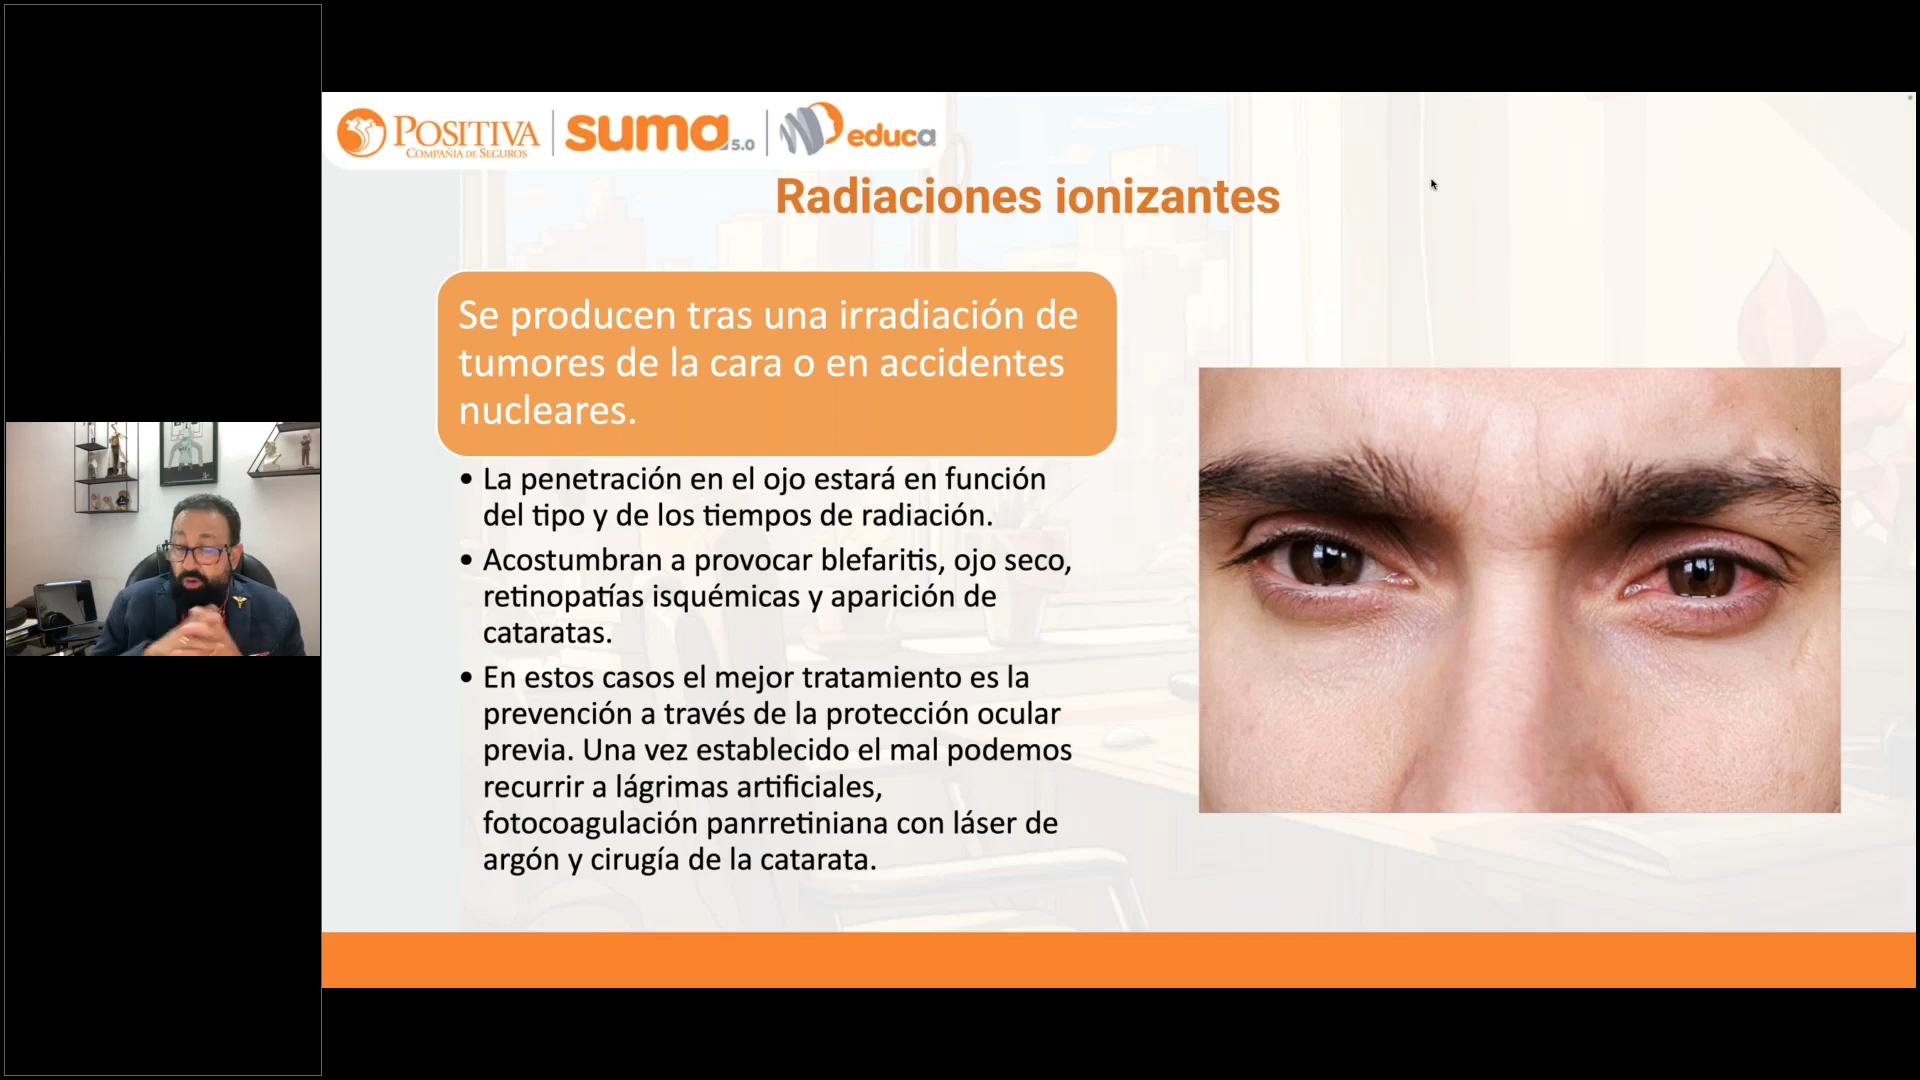 POSITIVA
COMPAÑIA DE SEGUROS
suma 5.0
educa
Radiaciones ionizantes
Se producen tras una irradiación de
tumores de la cara o en accidentes
nucleares.
• La penetración en el ojo estará en función
del tipo y de los tiempos de radiación.
• Acostumbran a provocar blefaritis, ojo seco,
retinopatías isquémicas y aparición de
cataratas.
• En estos casos el mejor tratamiento es la
prevención a través de la protección ocular
previa. Una vez establecido el mal podemos
recurrir a lágrimas artificiales,
fotocoagulación panrretiniana con láser de
argón y cirugía de la catarata.